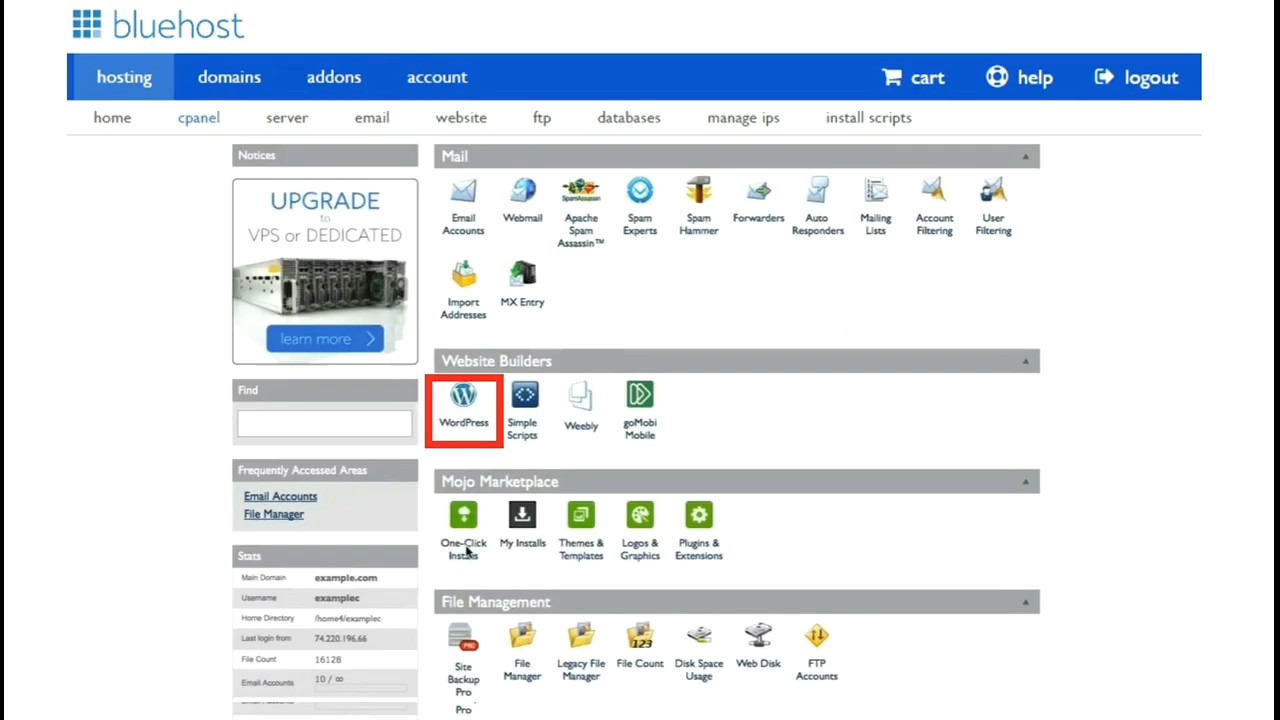 bluehost
hosting domains addons account cart help logout
home cpanel server email website ftp databases manage ips install scripts
Notices
UPGRADE
to
VPS or DEDICATED
learn more
Find
Frequently Accessed Areas
Email Accounts
File Manager
Stats
Main Domain example.com
Username examplec
Home Directory /home4/examplec
Last login from 74.220.196.66
File Count 16128
Email Accounts 10 / ∞
Mail
Email Accounts
Webmail
SpamAssassin
Apache Spam Assassin™
Spam Experts
Spam Hammer
Forwarders
Auto Responders
Mailing Lists
Account Filtering
User Filtering
Import Addresses
MX Entry
Website Builders
WordPress
Simple Scripts
Weebly
goMobi Mobile
Mojo Marketplace
One-Click Installs
My Installs
Themes & Templates
Logos & Graphics
Plugins & Extensions
File Management
PRO
Site Backup Pro
Pro
File Manager
Legacy File Manager
123
File Count
Disk Space Usage
Web Disk
FTP Accounts